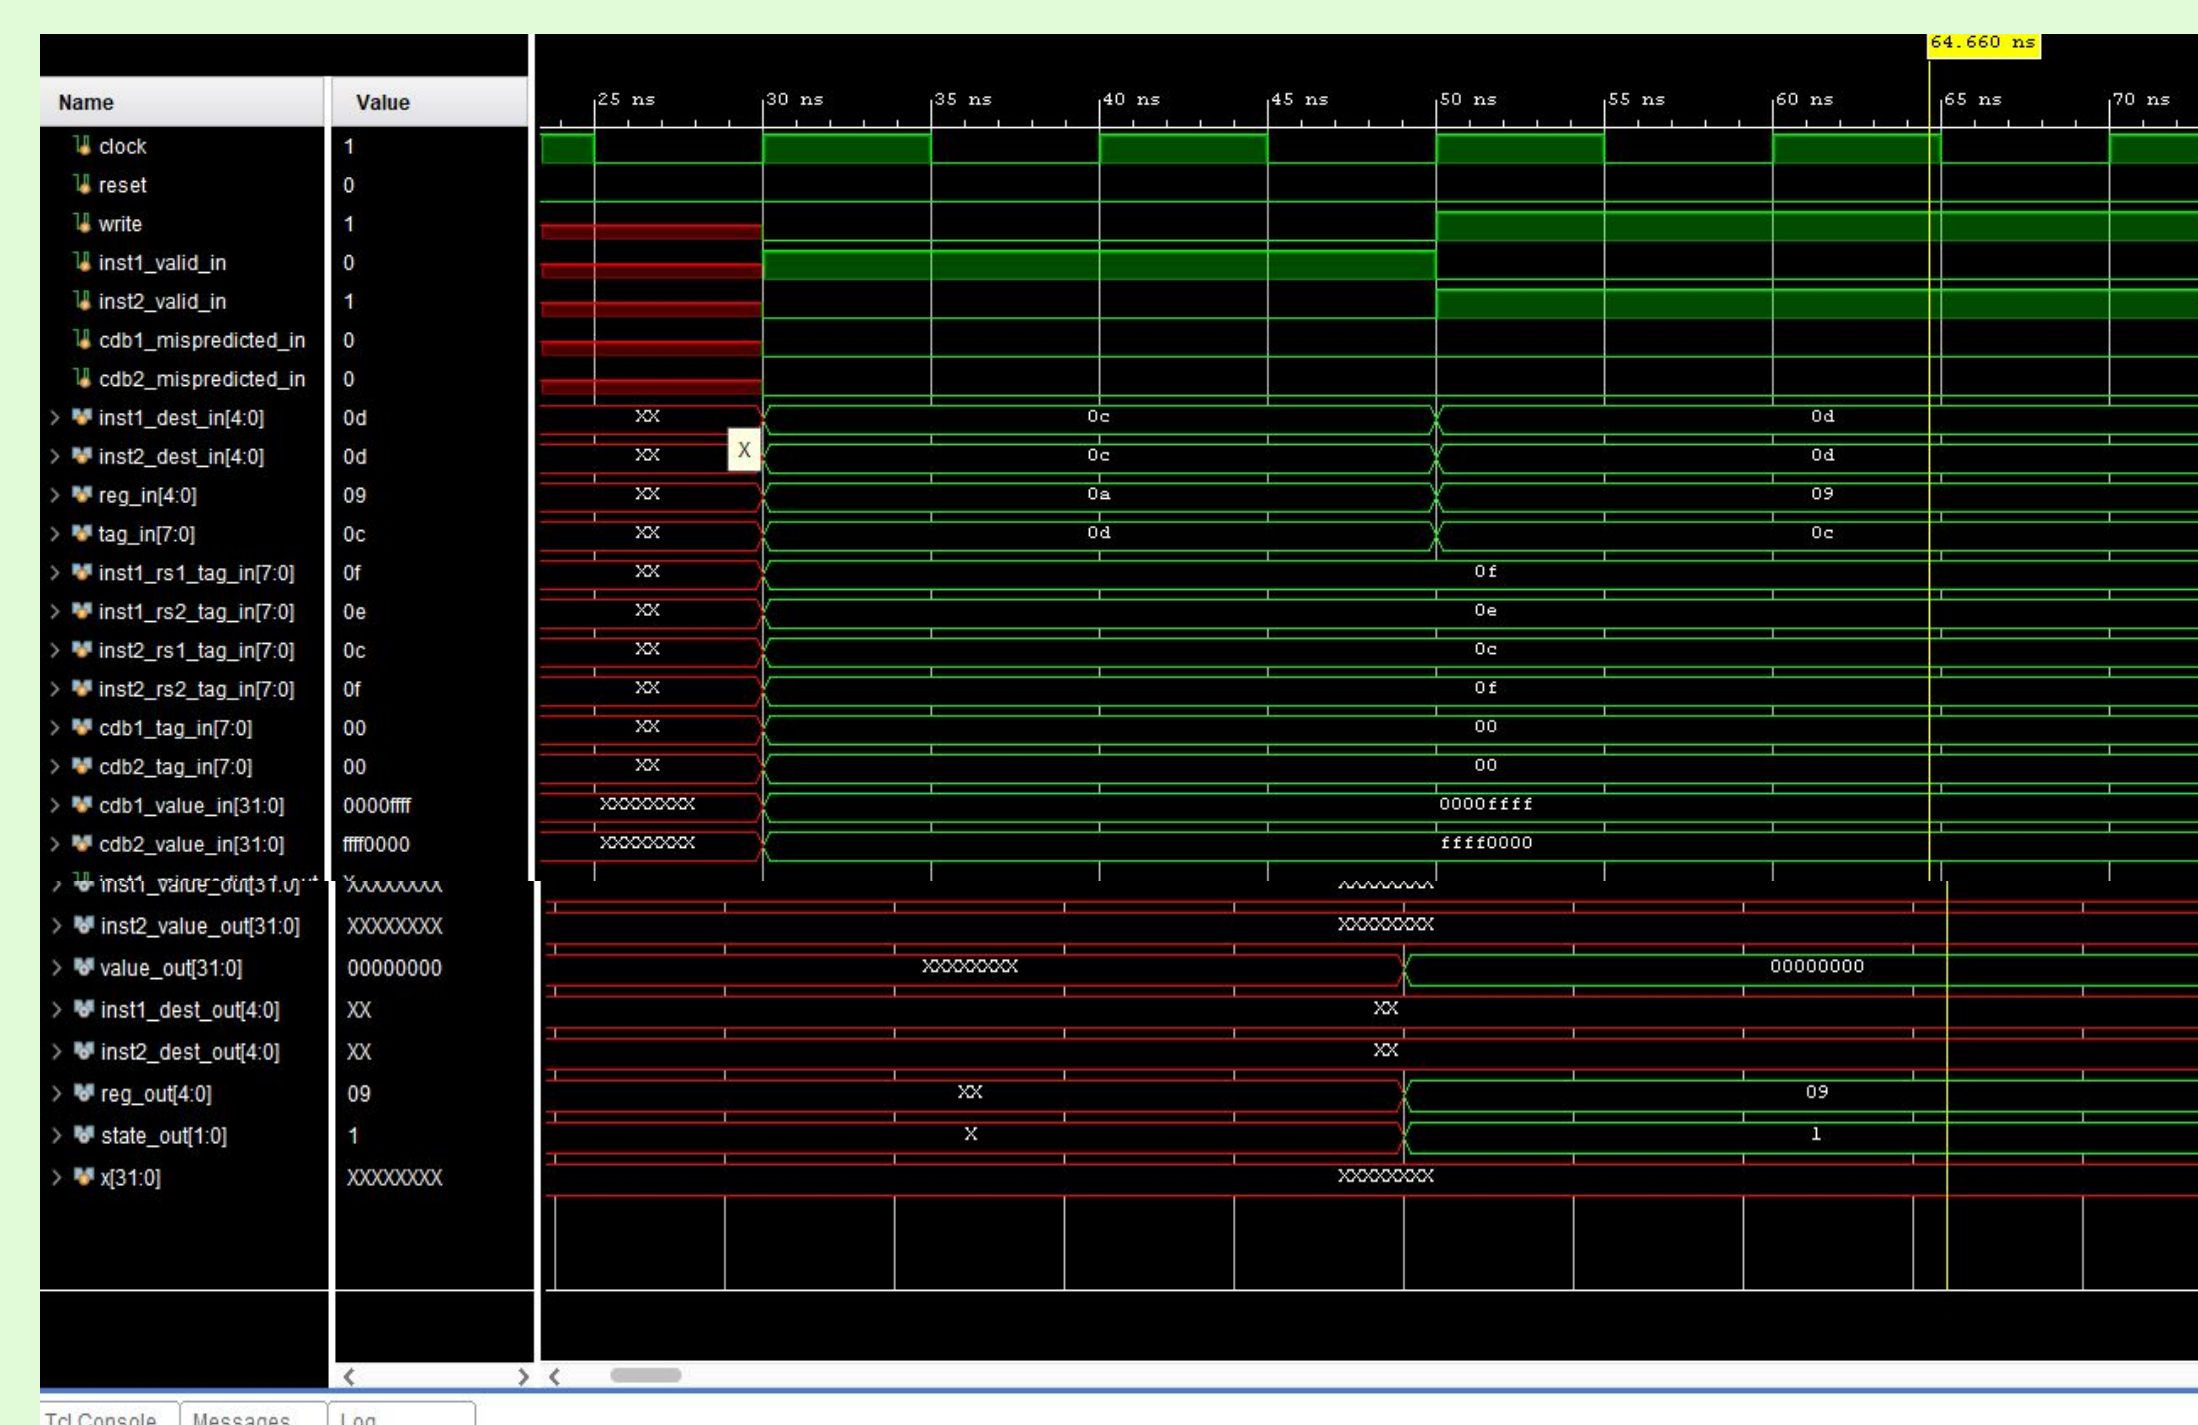 64.660 ns
Name Value 25 ns 30 ns 35 ns 40 ns 45 ns 50 ns 55 ns 60 ns 65 ns 70 ns
clock 1
reset 0
write 1
inst1_valid_in 0
inst2_valid_in 1
cdb1_mispredicted_in 0
cdb2_mispredicted_in 0
inst1_dest_in[4:0] 0d XX 0c 0d
X
inst2_dest_in[4:0] 0d XX 0c 0d
reg_in[4:0] 09 XX 0a 09
tag_in[7:0] 0c XX 0d 0c
inst1_rs1_tag_in[7:0] 0f XX 0f
inst1_rs2_tag_in[7:0] 0e XX 0e
inst2_rs1_tag_in[7:0] 0c XX 0c
inst2_rs2_tag_in[7:0] 0f XX 0f
cdb1_tag_in[7:0] 00 XX 00
cdb2_tag_in[7:0] 00 XX 00
cdb1_value_in[31:0] 0000ffff XXXXXXXX 0000ffff
cdb2_value_in[31:0] ffff0000 XXXXXXXX ffff0000
inst2_value_out[31:0] XXXXXXXX XXXXXXXX
value_out[31:0] 00000000 XXXXXXXX 00000000
inst1_dest_out[4:0] XX XX
inst2_dest_out[4:0] XX XX
reg_out[4:0] 09 XX 09
state_out[1:0] 1 X 1
x[31:0] XXXXXXXX XXXXXXXX
Tcl Console Messages Log